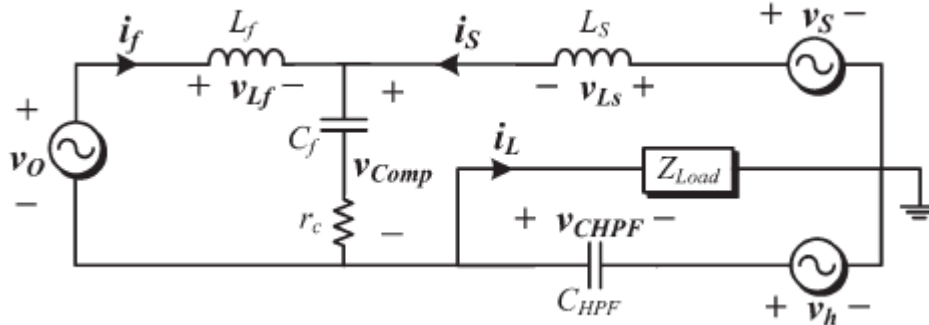 i_f L_f i_S L_S + v_S −
+ v_Lf − + − v_Ls +
+ C_f i_L
v_O v_Comp Z_Load
− r_c − + v_CHPF −
C_HPF + v_h −